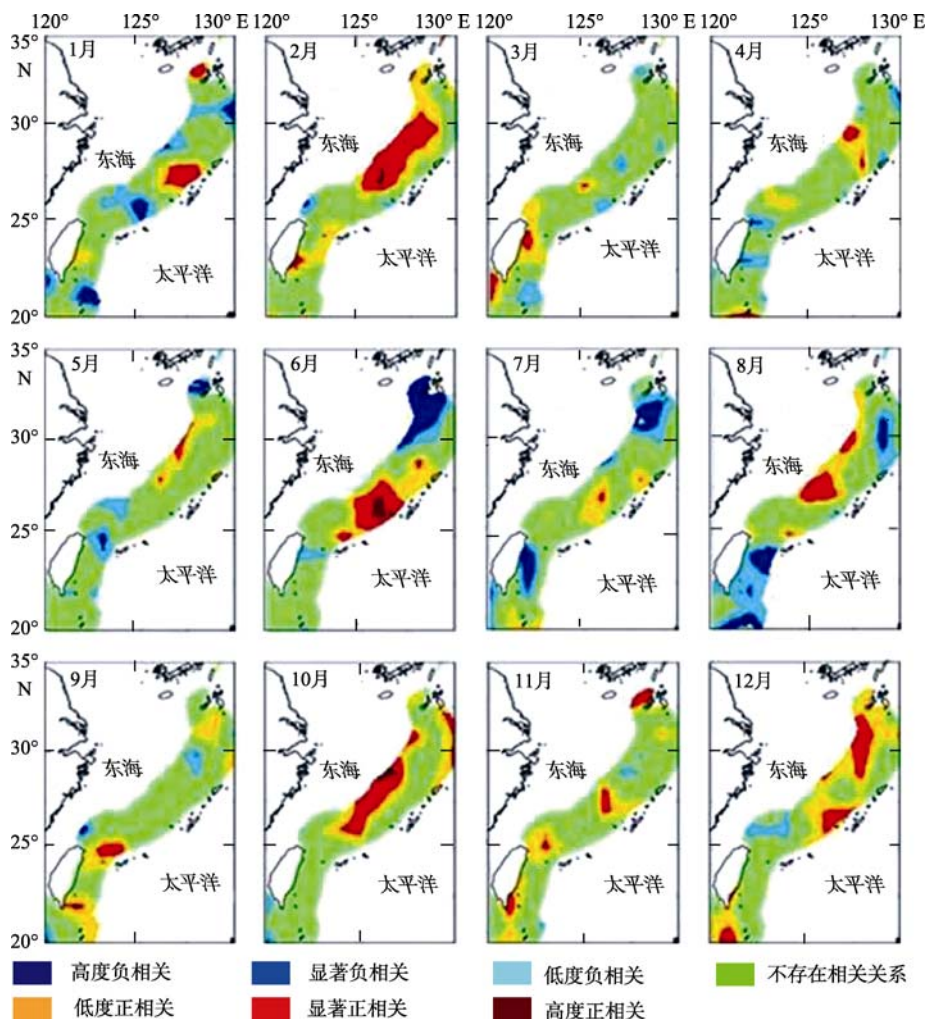 120° 125° 130° E 120° 125° 130° E 120° 125° 130° E 120° 125° 130° E
35°
N
1月 2月 3月 4月
30°
东海 东海 东海 东海
25°
太平洋 太平洋 太平洋 太平洋
20°
35°
N
5月 6月 7月 8月
30°
东海 东海 东海 东海
25°
太平洋 太平洋 太平洋 太平洋
20°
35°
N
9月 10月 11月 12月
30°
东海 东海 东海 东海
25°
太平洋 太平洋 太平洋 太平洋
20°
高度负相关 显著负相关 低度负相关 不存在相关关系
低度正相关 显著正相关 高度正相关